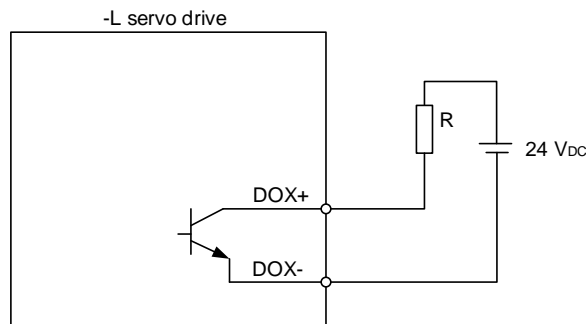 -L servo drive
R
24 VDC
DOX+
DOX-